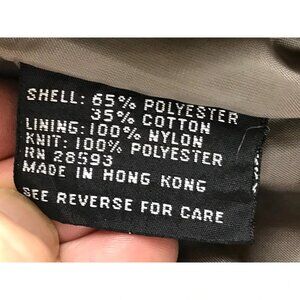 SHELL: 65% POLYESTER
35% COTTON
LINING: 100% NYLON
KNIT: 100% POLYESTER
RN 28593
MADE IN HONG KONG
SEE REVERSE FOR CARE